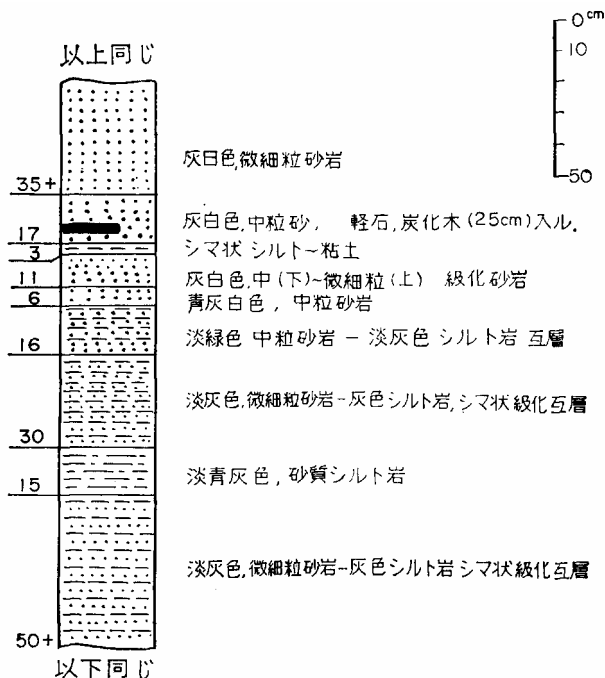 0 cm
10
50
以上同じ
灰白色,微細粒砂岩
35+
灰白色,中粒砂, 軽石,炭化木(25cm)入ル.
17
シマ状 シルト~粘土
3
灰白色,中(下)~微細粒(上) 級化砂岩
11
青灰白色, 中粒砂岩
6
淡緑色 中粒砂岩 - 淡灰色 シルト岩 互層
16
淡灰色,微細粒砂岩-灰色シルト岩,シマ状級化互層
30
淡青灰色, 砂質シルト岩
15
淡灰色,微細粒砂岩-灰色シルト岩 シマ状級化互層
50+
以下同じ